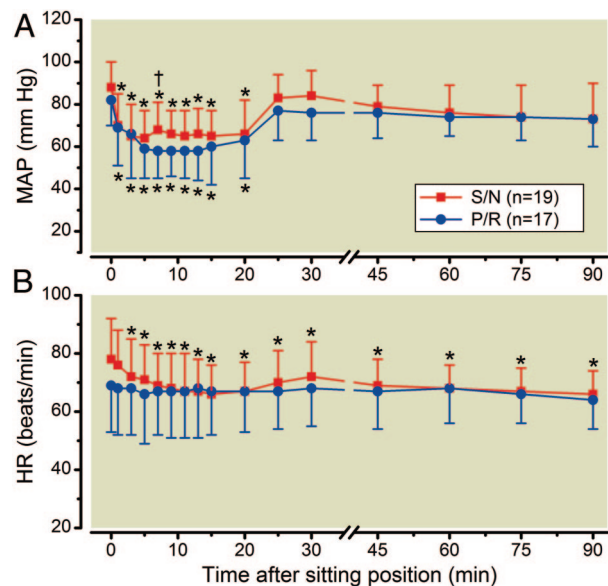 A
MAP (mm Hg)
120
100
80
60
40
20
†
* * * * * * * * *
* * * * * * * * *
S/N (n=19)
P/R (n=17)
0 10 20 30 45 60 75 90
B
HR (beats/min)
100
80
60
40
20
* * * * * * * * * * * * * *
0 10 20 30 45 60 75 90
Time after sitting position (min)